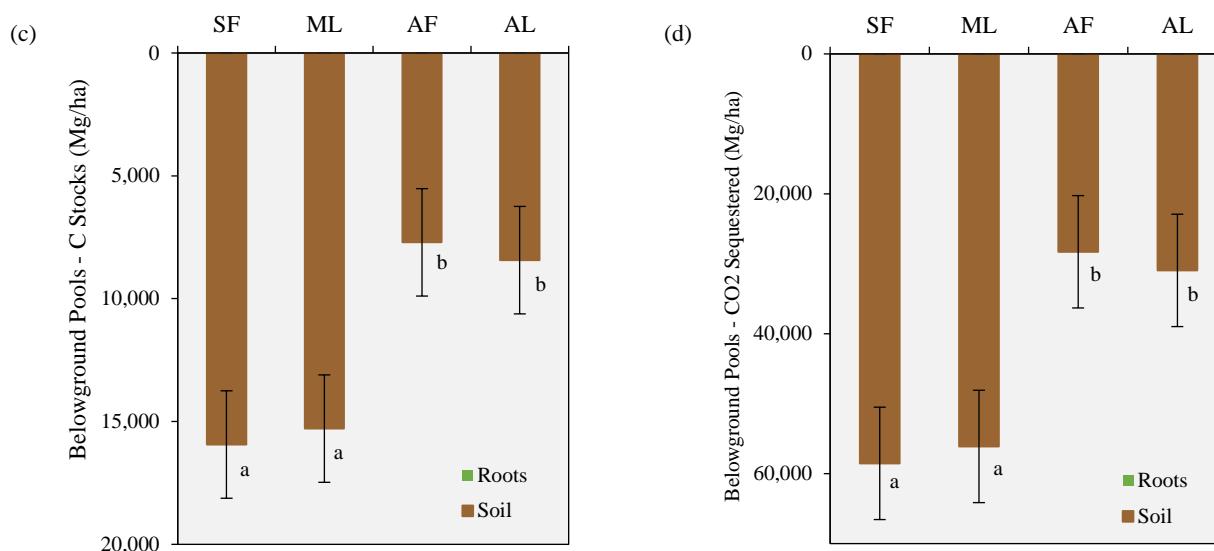 (c)
SF ML AF AL
Belowground Pools - C Stocks (Mg/ha)
0
5,000
10,000
15,000
20,000
a
a
b
b
Roots
Soil
(d)
SF ML AF AL
Belowground Pools - CO2 Sequestered (Mg/ha)
0
20,000
40,000
60,000
a
a
b
b
Roots
Soil